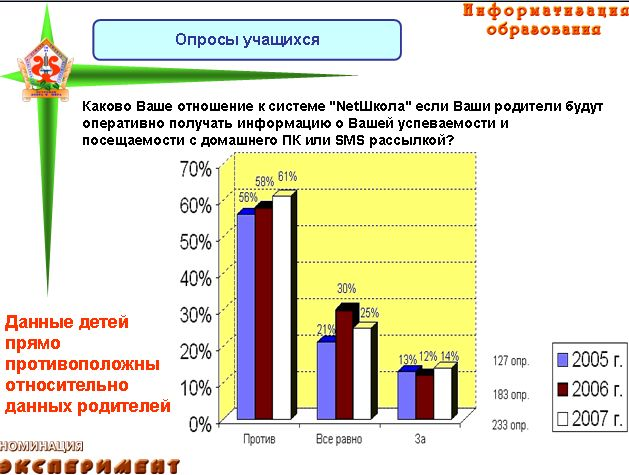 Информатизация
образования
Опросы учащихся
Каково Ваше отношение к системе "NetШкола" если Ваши родители будут
оперативно получать информацию о Вашей успеваемости и
посещаемости с домашнего ПК или SMS рассылкой?
70%
60%
50%
40%
30%
20%
10%
0%
56%
58%
61%
21%
30%
25%
13%
12%
14%
Против
Все равно
За
127 опр.
183 опр.
233 опр.
2005 г.
2006 г.
2007 г.
Данные детей
прямо
противоположны
относительно
данных родителей
НОМИНАЦИЯ
ЭКСПЕРИМЕНТ